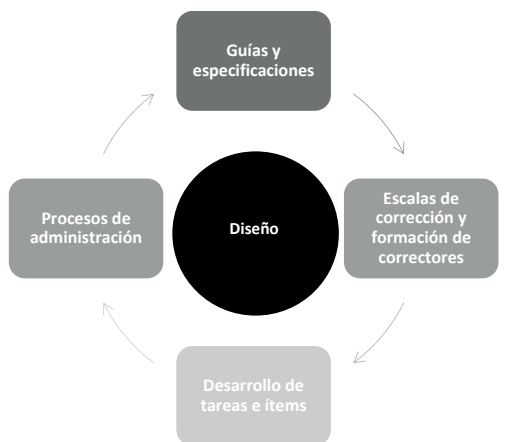 Guías y
especificaciones
Escalas de
corrección y
formación de
correctores
Desarrollo de
tareas e ítems
Procesos de
administración
Diseño